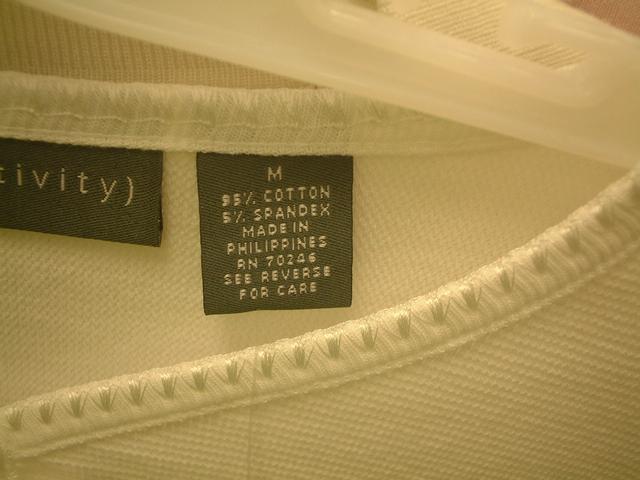 tivity)
M
95% COTTON
5% SPANDEX
MADE IN
PHILIPPINES
RN 70246
SEE REVERSE
FOR CARE